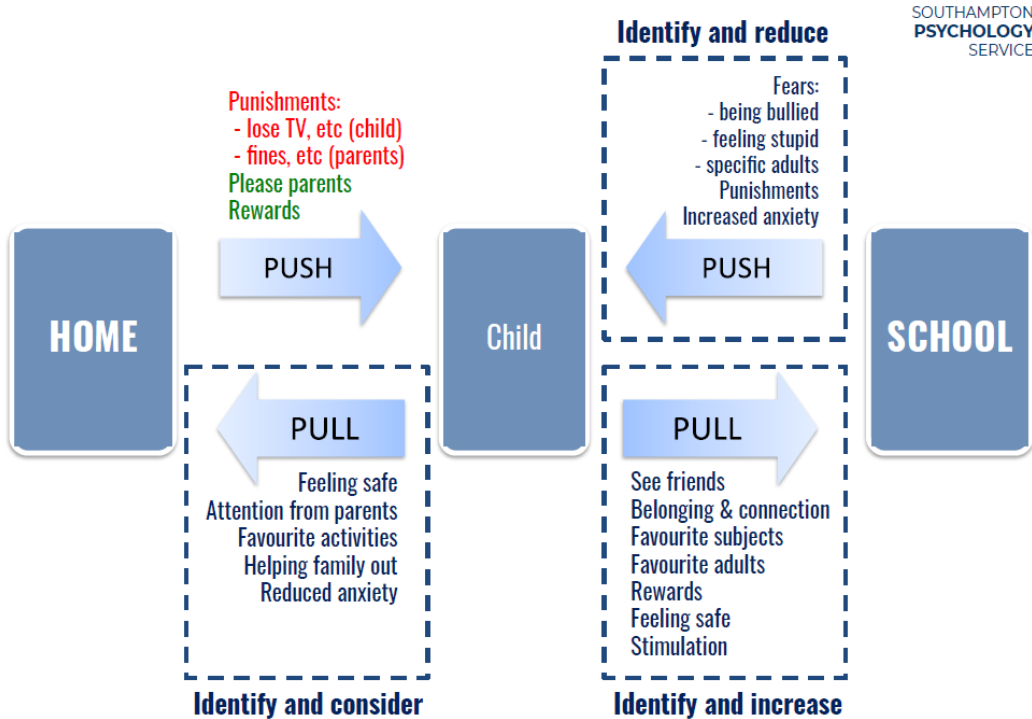 SOUTHAMPTON
PSYCHOLOGY
SERVICE
Identify and reduce
Punishments:
- lose TV, etc (child)
- fines, etc (parents)
Please parents
Rewards
Fears:
- being bullied
- feeling stupid
- specific adults
Punishments
Increased anxiety
PUSH
PUSH
HOME
Child
SCHOOL
PULL
PULL
Feeling safe
Attention from parents
Favourite activities
Helping family out
Reduced anxiety
See friends
Belonging & connection
Favourite subjects
Favourite adults
Rewards
Feeling safe
Stimulation
Identify and consider
Identify and increase